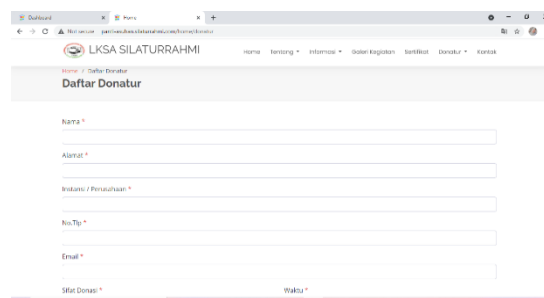 Dashboard
Home
Not secure
LKSA SILATURRAHMI
Home Tentang Informasi Galeri Kegiatan Sertifikat Donatur Kontak
Home / Daftar Donatur
Daftar Donatur
Nama *
Alamat *
Instansi / Perusahaan *
No.Tlp *
Email *
Sifat Donasi * Waktu *